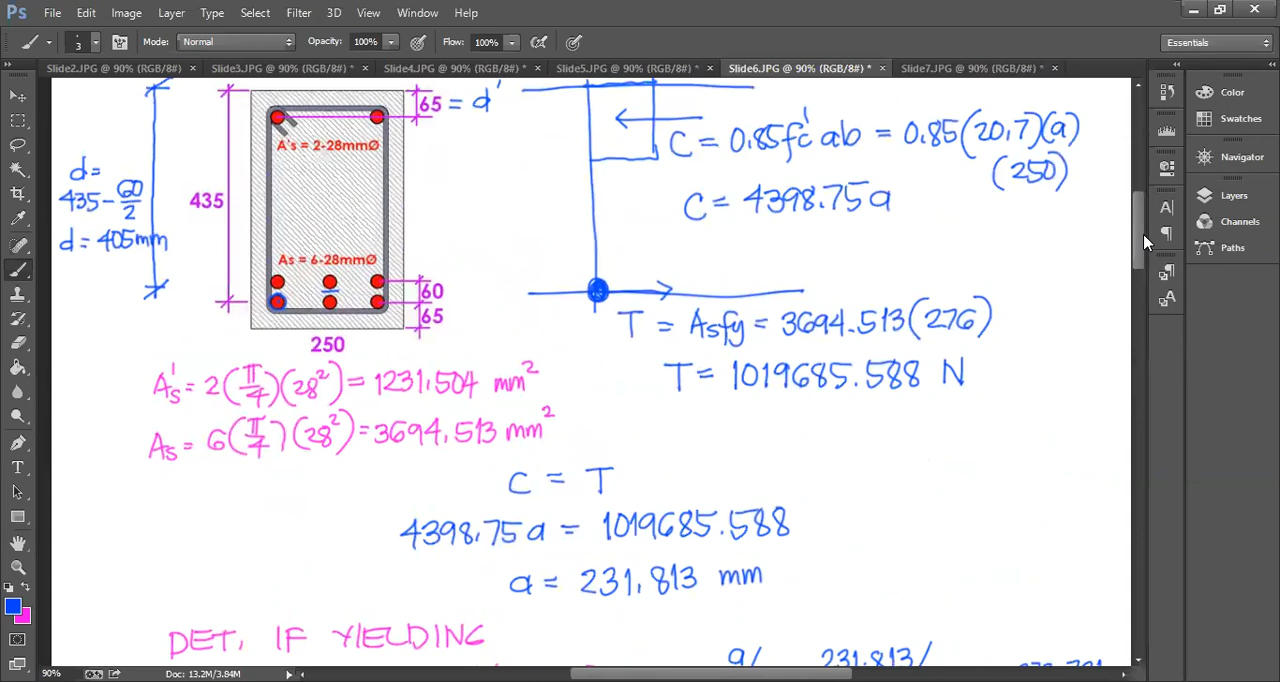 Ps File Edit Image Layer Type Select Filter 3D View Window Help
3 Mode: Normal Opacity: 100% Flow: 100% Essentials
Slide2.JPG @ 90% (RGB/8#) × Slide3.JPG @ 90% (RGB/8#) * × Slide4.JPG @ 90% (RGB/8#) * × Slide5.JPG @ 90% (RGB/8#) * × Slide6.JPG @ 90% (RGB/8#) * × Slide7.JPG @ 90% (RGB/8#) * ×
65 = d'
A's = 2-28mmØ
d =
435 - 60/2
d = 405mm
435
As = 6-28mmØ
60
65
250
C = 0.85fc' ab = 0.85(20.7)(a)
(250)
C = 4398.75a
T = Asfy = 3694.513(276)
T = 1019685.588 N
As' = 2(π/4)(28²) = 1231.504 mm²
As = 6(π/4)(28²) = 3694.513 mm²
C = T
4398.75a = 1019685.588
a = 231.813 mm
DET. IF YIELDING
a/ 231.813/
Color
Swatches
Navigator
Layers
Channels
Paths
90% Doc: 13.2M/3.84M